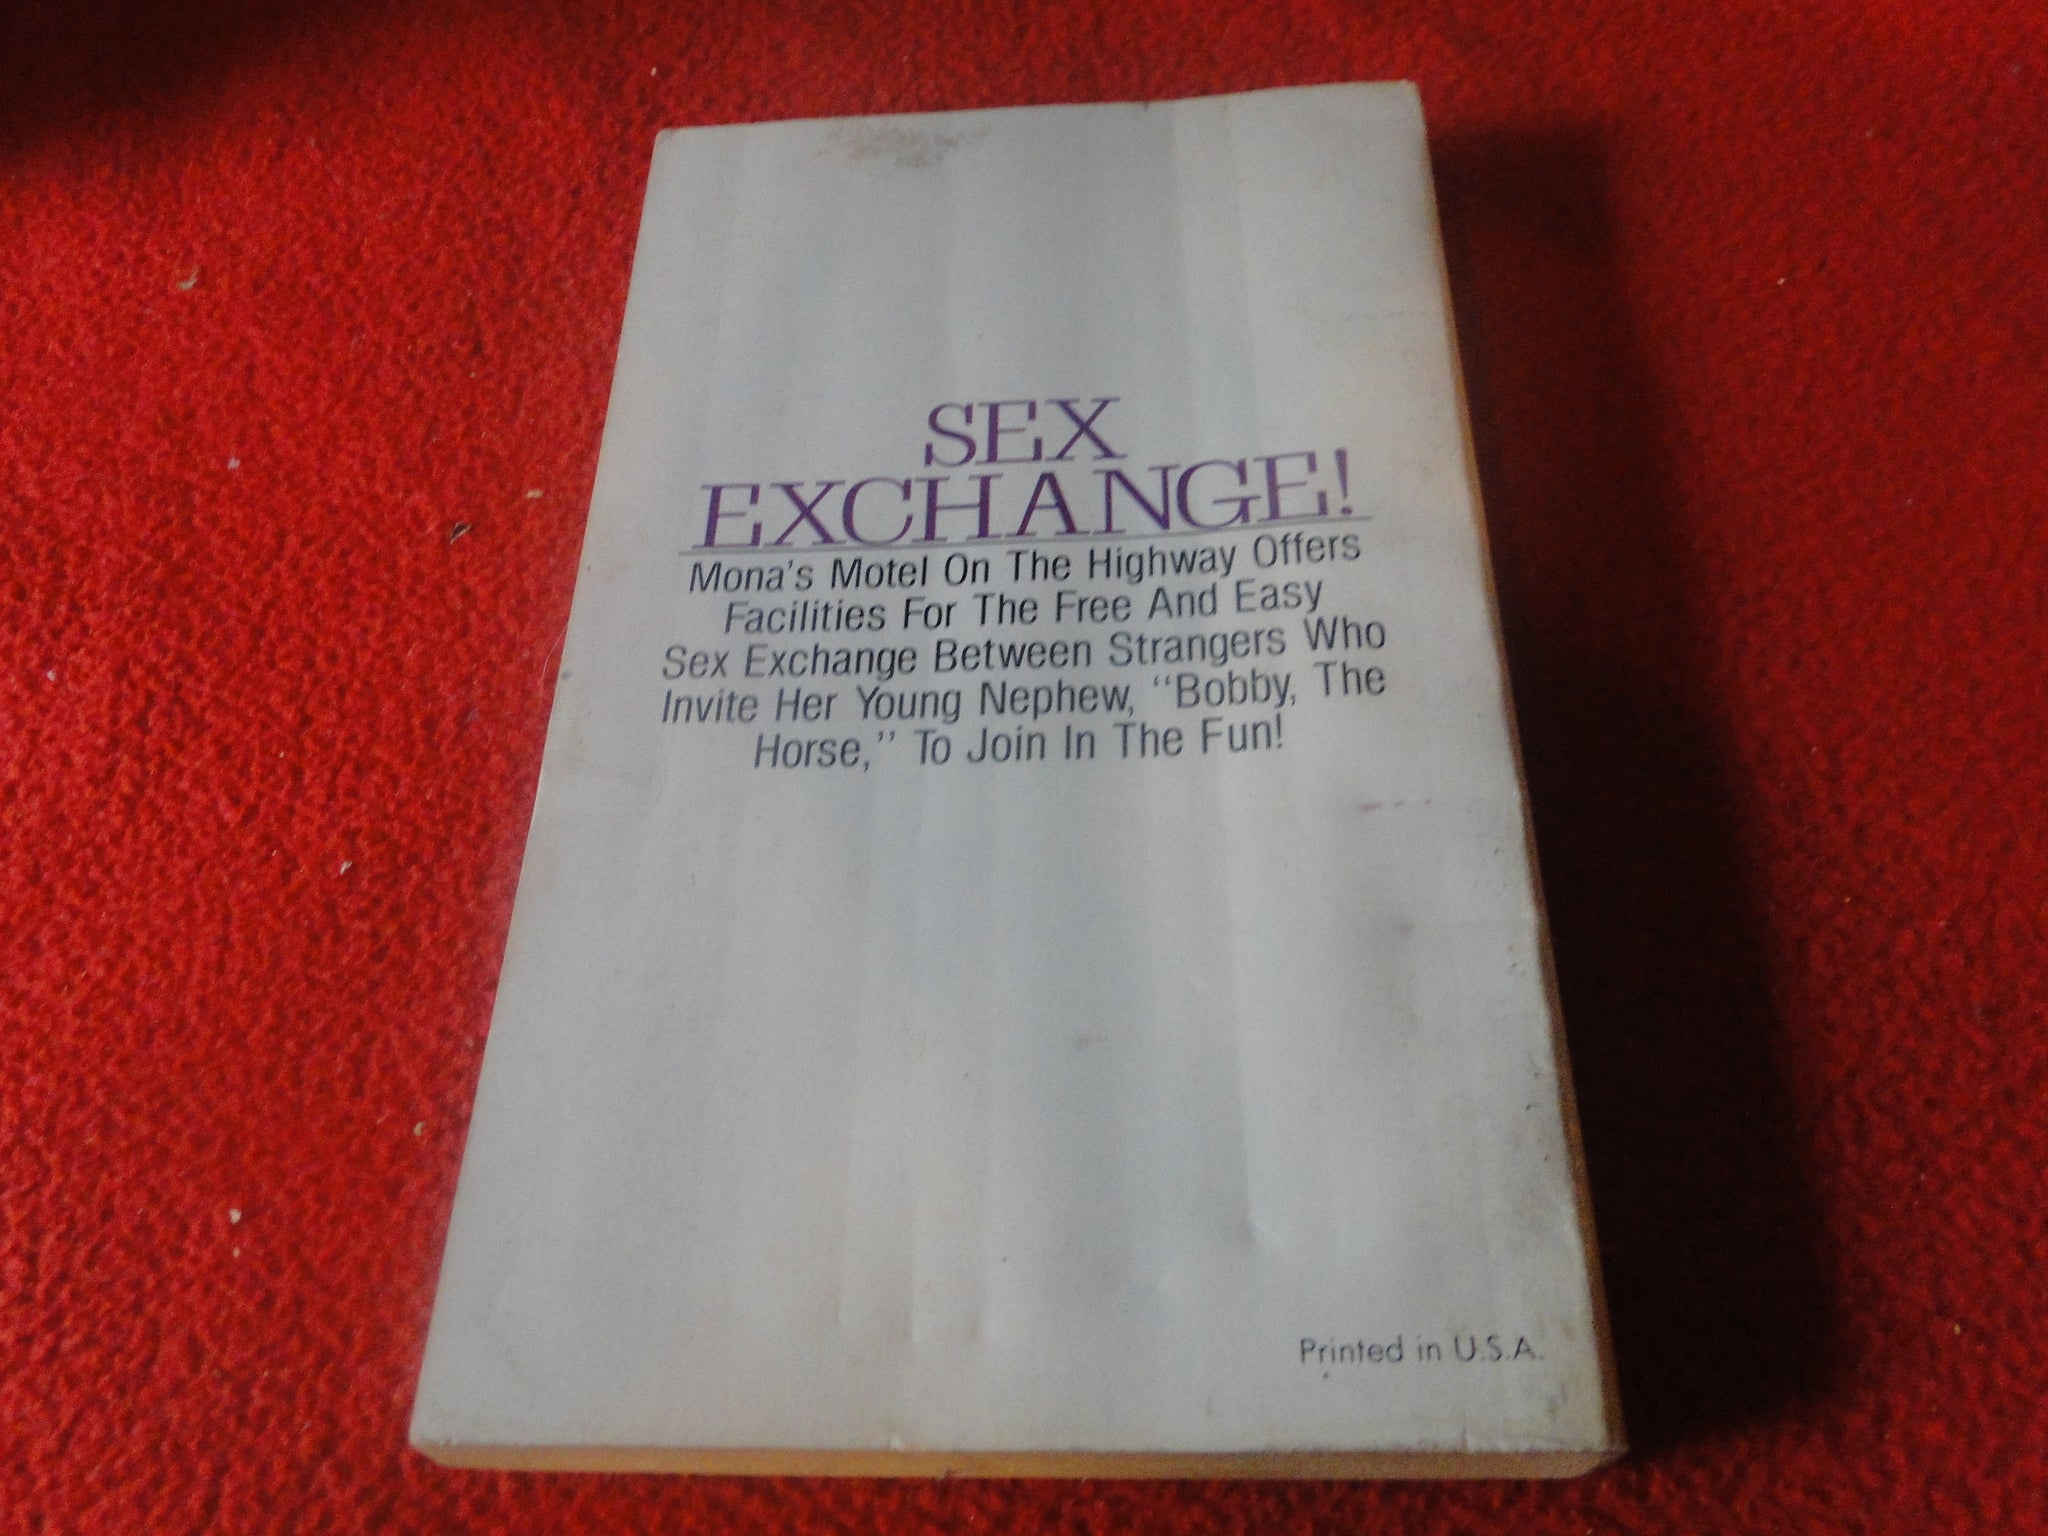 SEX
EXCHANGE!
Mona's Motel On The Highway Offers
Facilities For The Free And Easy
Sex Exchange Between Strangers Who
Invite Her Young Nephew, "Bobby, The
Horse," To Join In The Fun!
Printed in U.S.A.